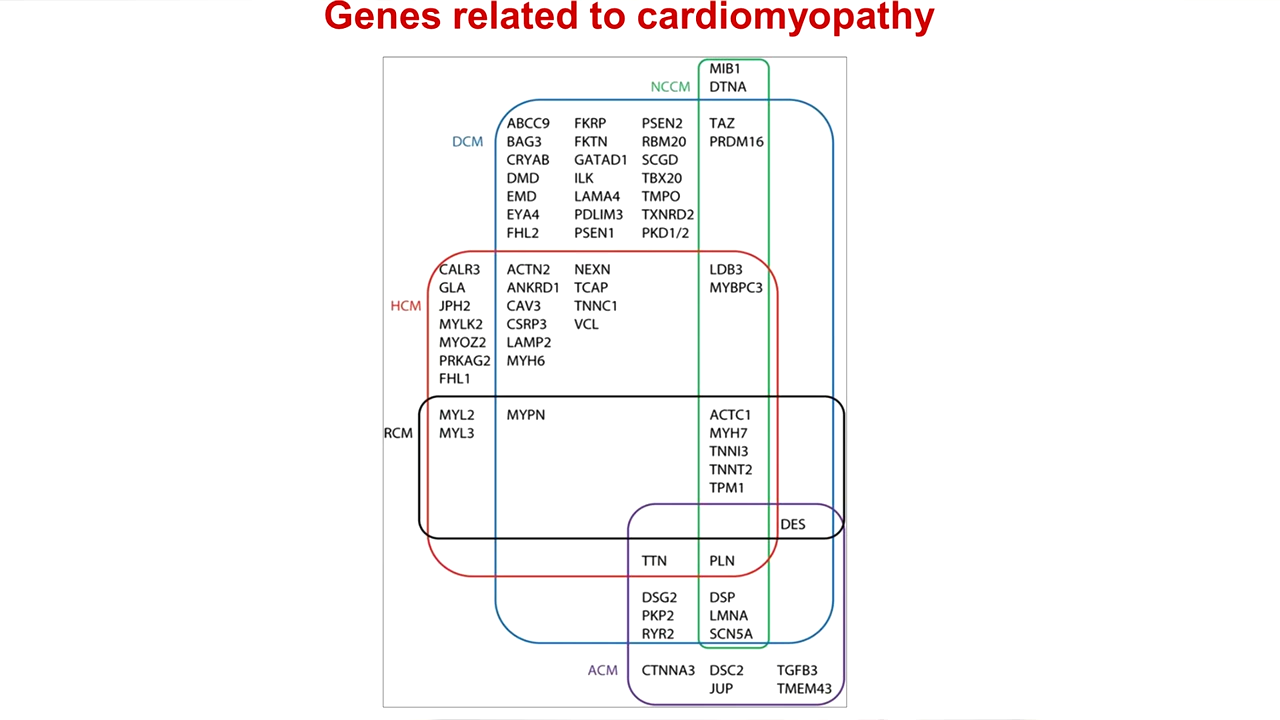 Genes related to cardiomyopathy
MIB1
NCCM DTNA
ABCC9 FKRP PSEN2 TAZ
DCM BAG3 FKTN RBM20 PRDM16
CRYAB GATAD1 SCGD
DMD ILK TBX20
EMD LAMA4 TMPO
EYA4 PDLIM3 TXNRD2
FHL2 PSEN1 PKD1/2
CALR3 ACTN2 NEXN LDB3
GLA ANKRD1 TCAP MYBPC3
HCM JPH2 CAV3 TNNC1
MYLK2 CSRP3 VCL
MYOZ2 LAMP2
PRKAG2 MYH6
FHL1
MYL2 MYPN ACTC1
RCM MYL3 MYH7
TNNI3
TNNT2
TPM1
DES
TTN PLN
DSG2 DSP
PKP2 LMNA
RYR2 SCN5A
ACM CTNNA3 DSC2 TGFB3
JUP TMEM43